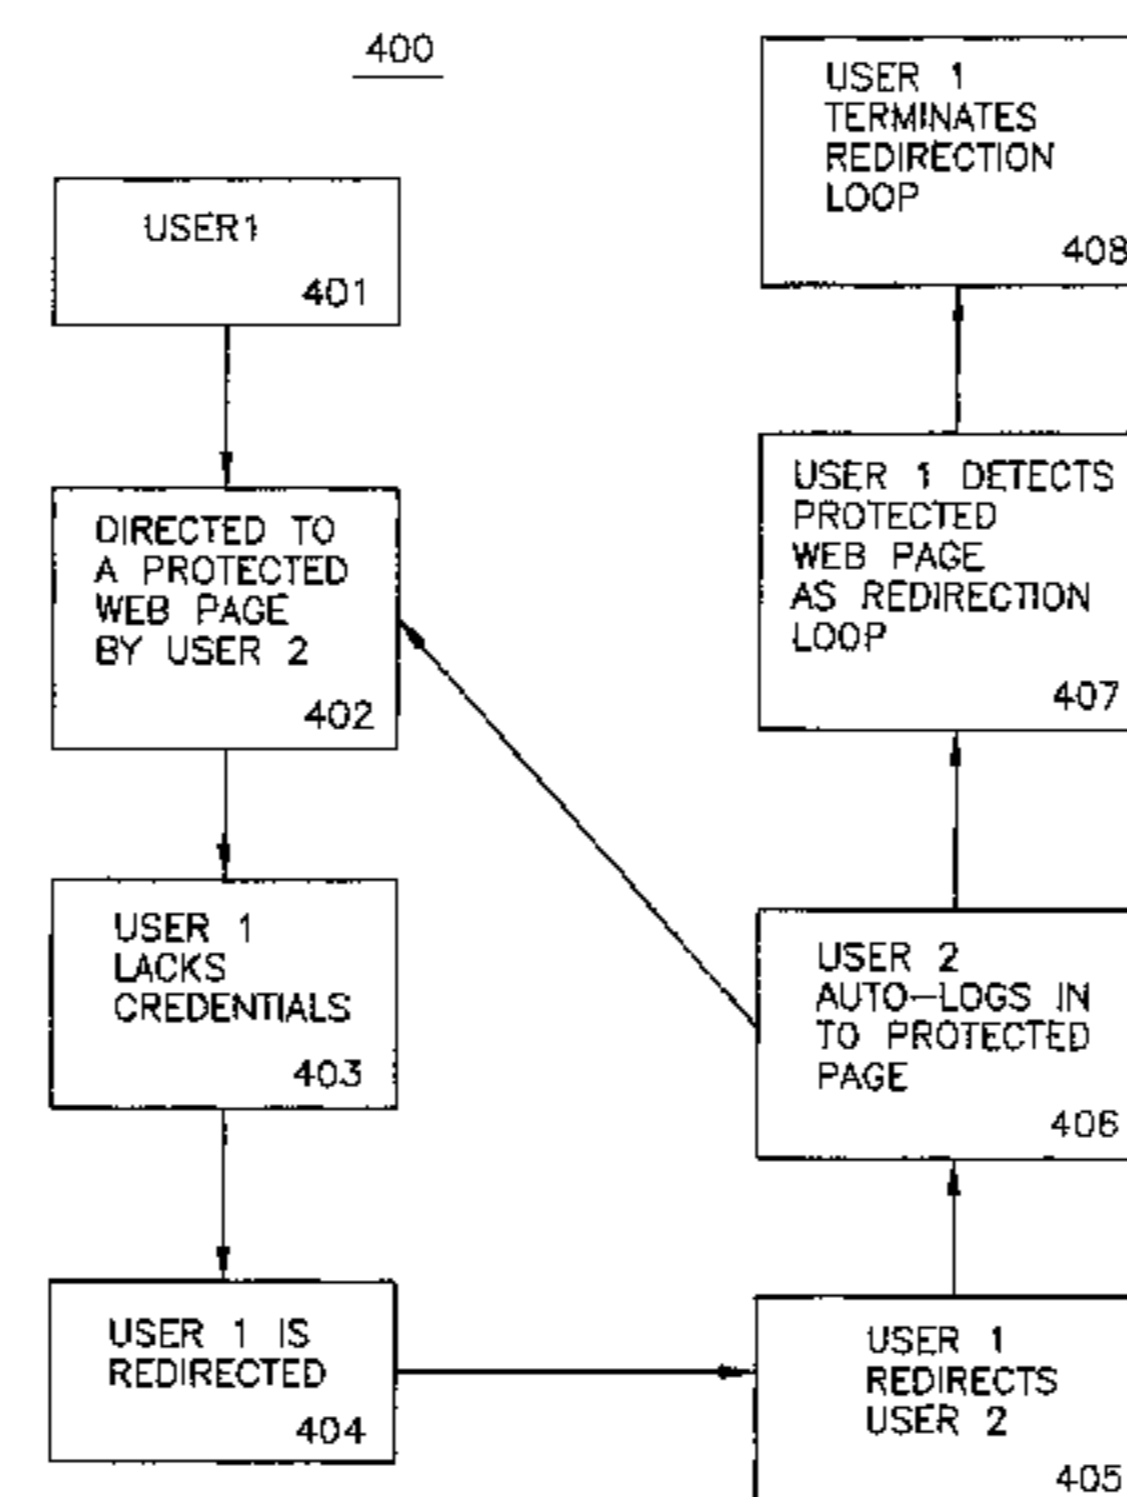 400
USER1
401
DIRECTED TO
A PROTECTED
WEB PAGE
BY USER 2
402
USER 1
LACKS
CREDENTIALS
403
USER 1 IS
REDIRECTED
404
USER 1
REDIRECTS
USER 2
405
USER 2
AUTO-LOGS IN
TO PROTECTED
PAGE
406
USER 1 DETECTS
PROTECTED
WEB PAGE
AS REDIRECTION
LOOP
407
USER 1
TERMINATES
REDIRECTION
LOOP
408